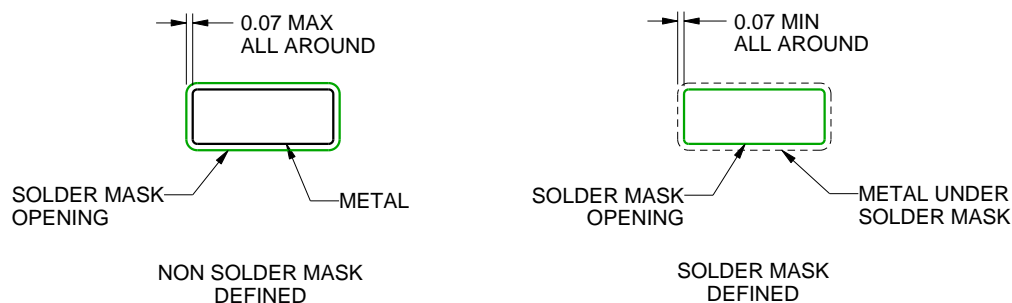 0.07 MAX
ALL AROUND
SOLDER MASK
OPENING
METAL
NON SOLDER MASK
DEFINED
0.07 MIN
ALL AROUND
SOLDER MASK
OPENING
METAL UNDER
SOLDER MASK
SOLDER MASK
DEFINED